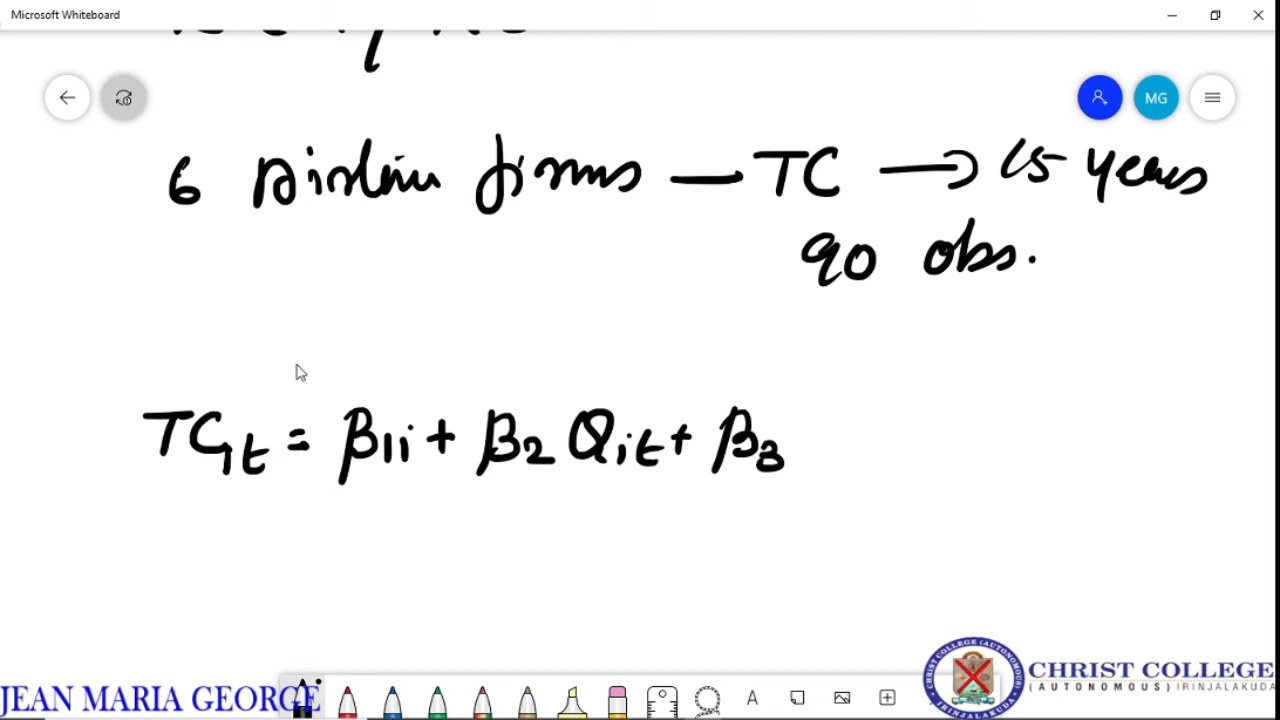 Microsoft Whiteboard
MG
6 Airline firms — TC → 15 years
90 obs.
TCit = β1i + β2 Qit + β3
A
JEAN MARIA GEORGE
CHRIST COLLEGE
(AUTONOMOUS) IRINJALAKUDA